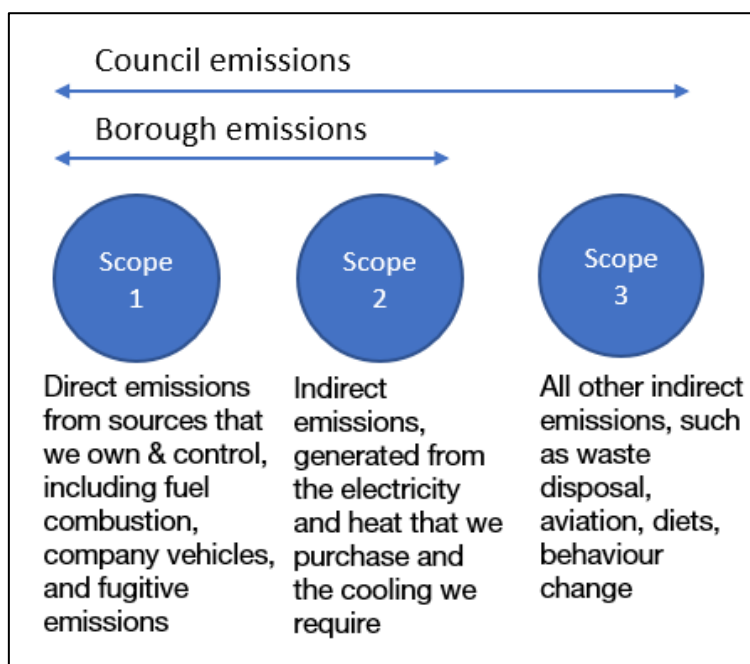 Council emissions
Borough emissions
Scope
1
Scope
2
Scope
3
Direct emissions
from sources that
we own & control,
including fuel
combustion,
company vehicles,
and fugitive
emissions
Indirect
emissions,
generated from
the electricity
and heat that we
purchase and
the cooling we
require
All other indirect
emissions, such
as waste
disposal,
aviation, diets,
behaviour
change